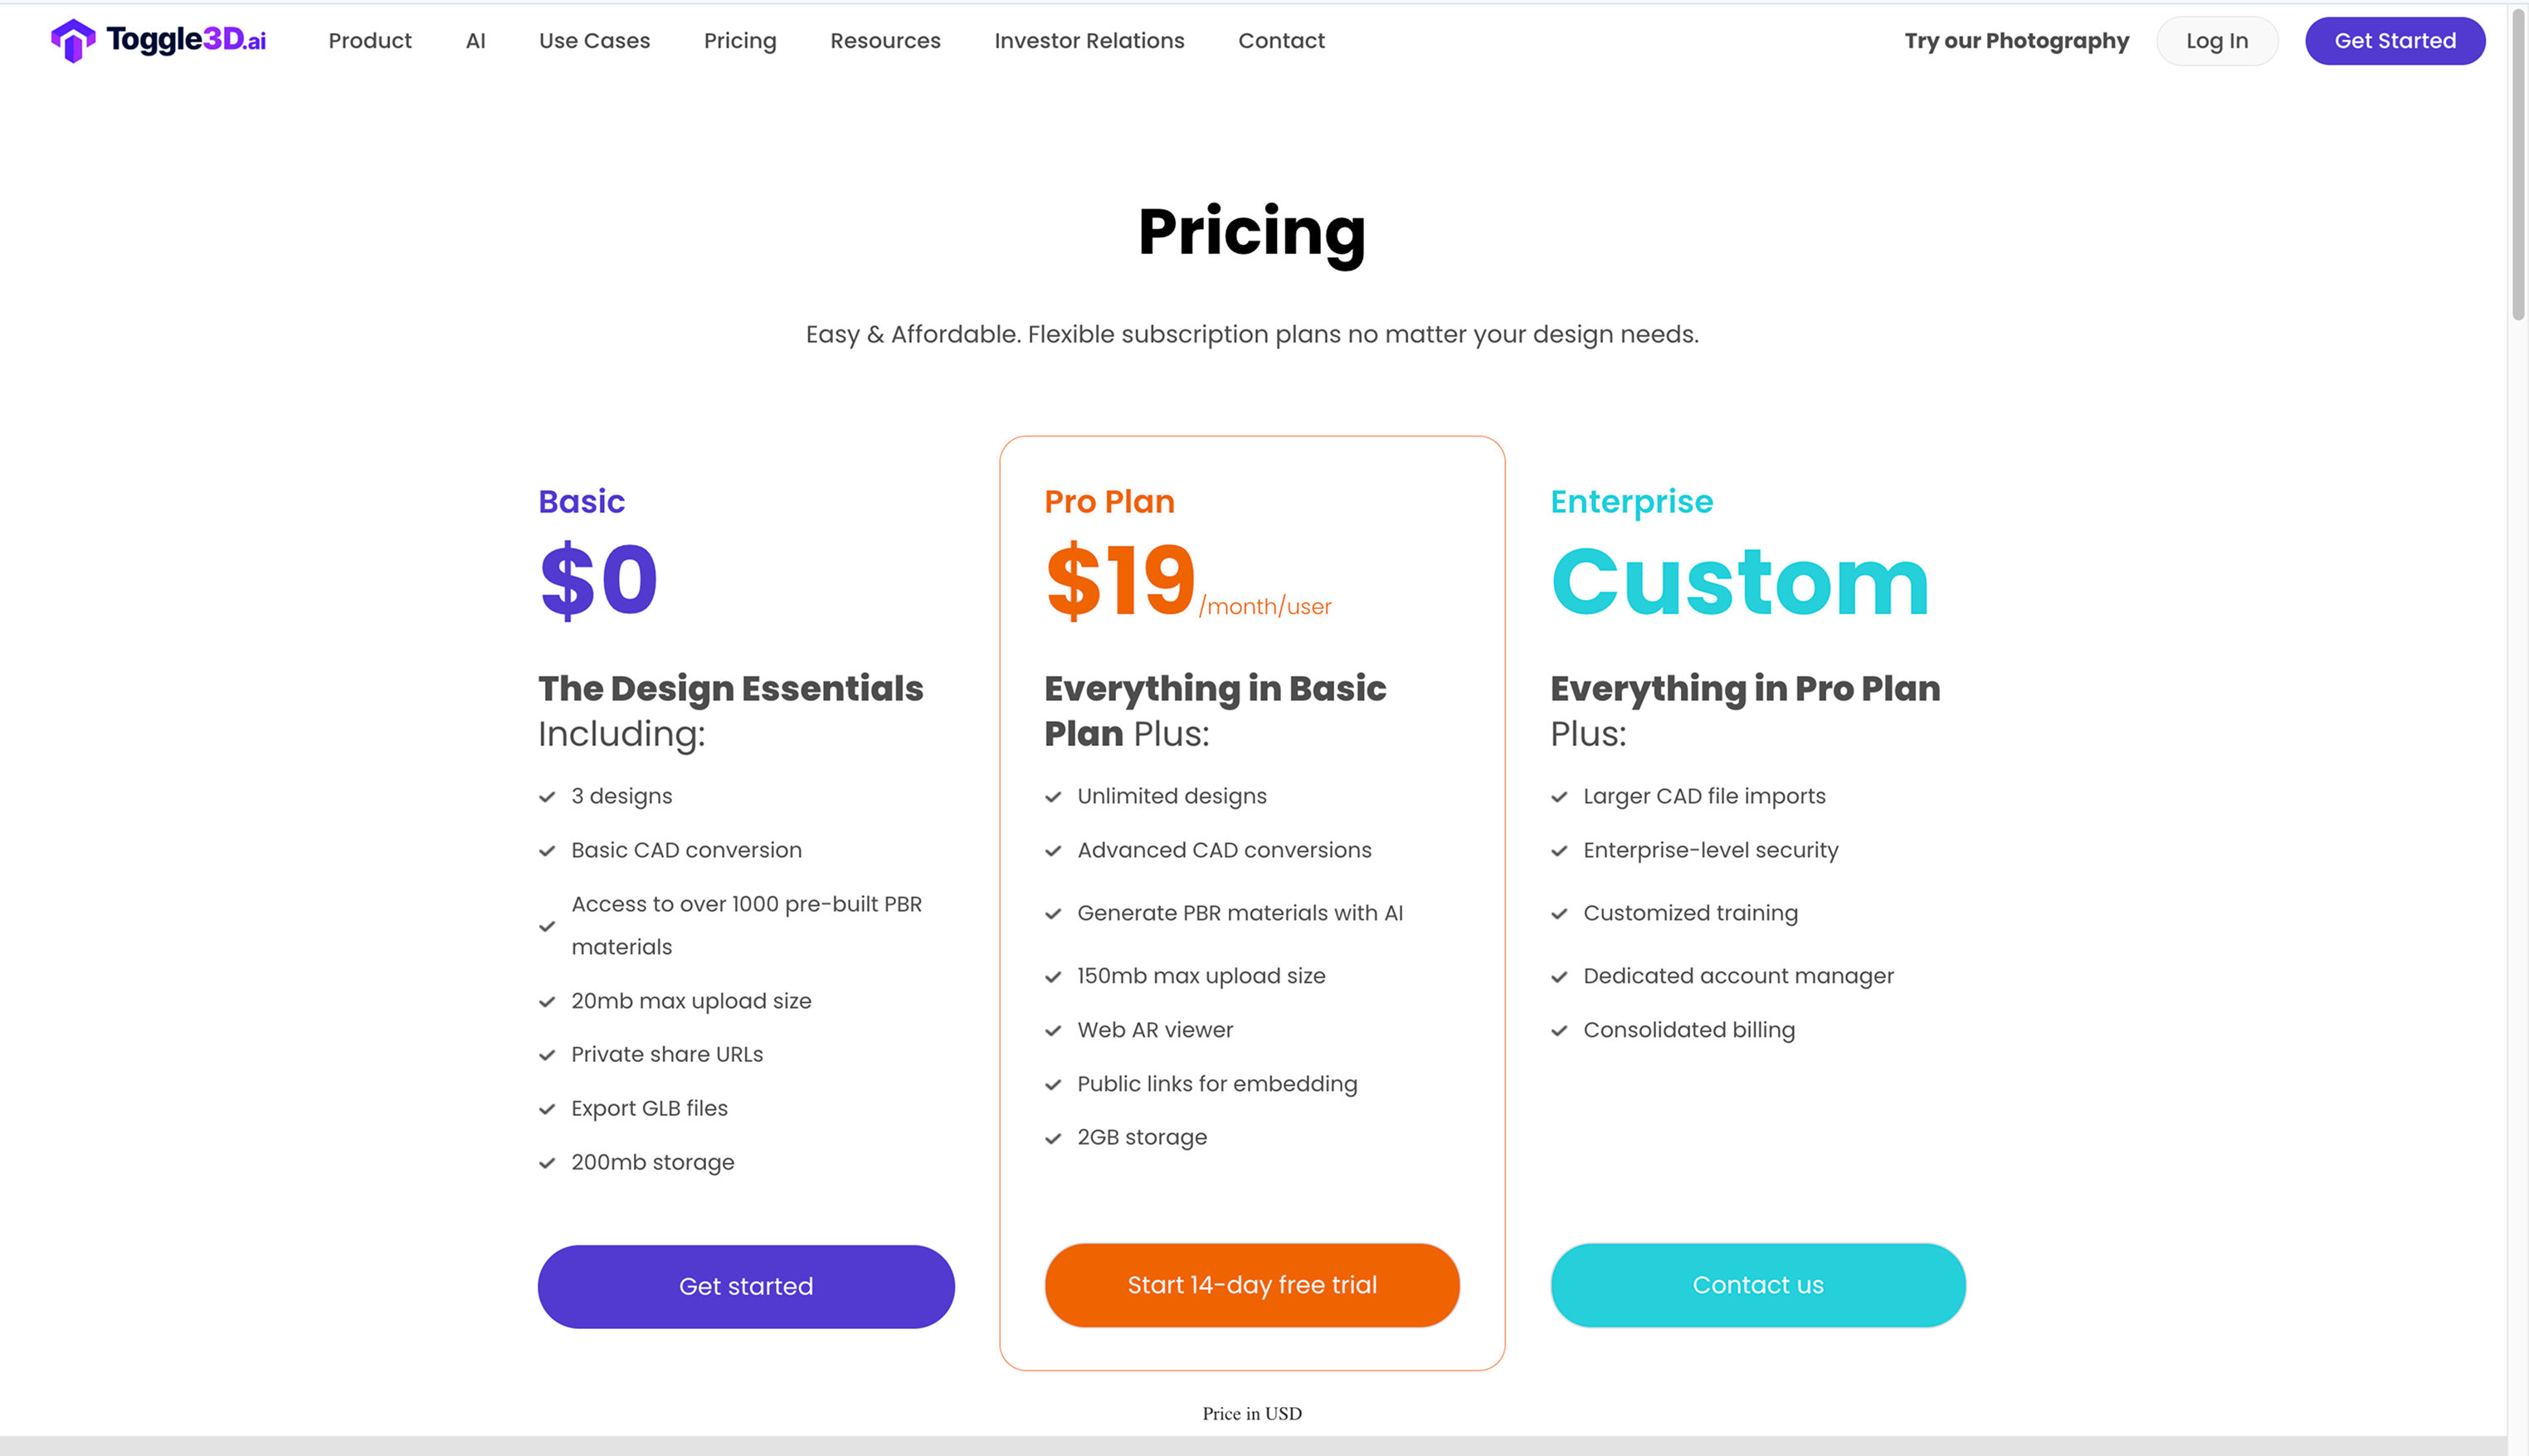 Toggle3D.ai
Product
AI
Use Cases
Pricing
Resources
Investor Relations
Contact
Try our Photography
Log In
Get Started
Pricing
Easy & Affordable. Flexible subscription plans no matter your design needs.
Basic
$0
The Design Essentials
Including:
3 designs
Basic CAD conversion
Access to over 1000 pre-built PBR
materials
20mb max upload size
Private share URLs
Export GLB files
200mb storage
Get started
Pro Plan
$19/month/user
Everything in Basic
Plan Plus:
Unlimited designs
Advanced CAD conversions
Generate PBR materials with AI
150mb max upload size
Web AR viewer
Public links for embedding
2GB storage
Start 14-day free trial
Enterprise
Custom
Everything in Pro Plan
Plus:
Larger CAD file imports
Enterprise-level security
Customized training
Dedicated account manager
Consolidated billing
Contact us
Price in USD